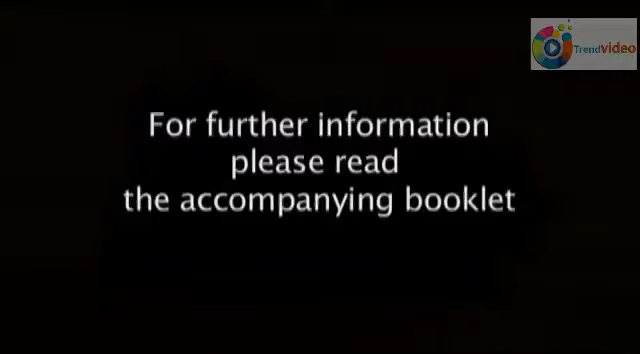 Trendvideo
For further information
please read
the accompanying booklet